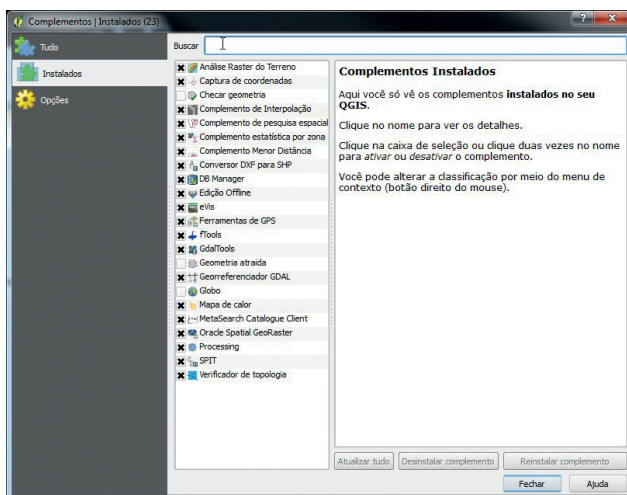 Complementos | Instalados (23)
Tudo
Instalados
Opções
Buscar
Análise Raster do Terreno
Captura de coordenadas
Checar geometria
Complemento de Interpolação
Complemento de pesquisa espacial
Complemento estatística por zona
Complemento Menor Distância
Conversor DXF para SHP
DB Manager
Edição Offline
eVis
Ferramentas de GPS
fTools
GdalTools
Geometria atraida
Georreferenciador GDAL
Globo
Mapa de calor
MetaSearch Catalogue Client
Oracle Spatial GeoRaster
Processing
SPIT
Verificador de topologia
Complementos Instalados
Aqui você só vê os complementos instalados no seu
QGIS.
Clique no nome para ver os detalhes.
Clique na caixa de seleção ou clique duas vezes no nome
para ativar ou desativar o complemento.
Você pode alterar a classificação por meio do menu de
contexto (botão direito do mouse).
Atualizar tudo
Desinstalar complemento
Reinstalar complemento
Fechar
Ajuda